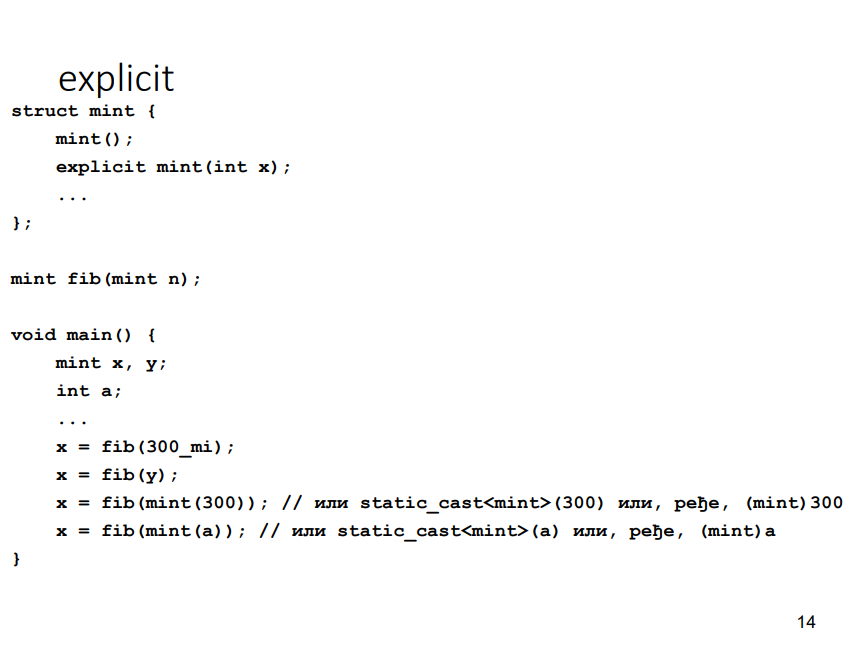 explicit
struct mint {
    mint();
    explicit mint(int x);
    ...
};
mint fib(mint n);
void main() {
    mint x, y;
    int a;
    ...
    x = fib(300_mi);
    x = fib(y);
    x = fib(mint(300)); // или static_cast<mint>(300) или, ређе, (mint)300
    x = fib(mint(a)); // или static_cast<mint>(a) или, ређе, (mint)a
}
14